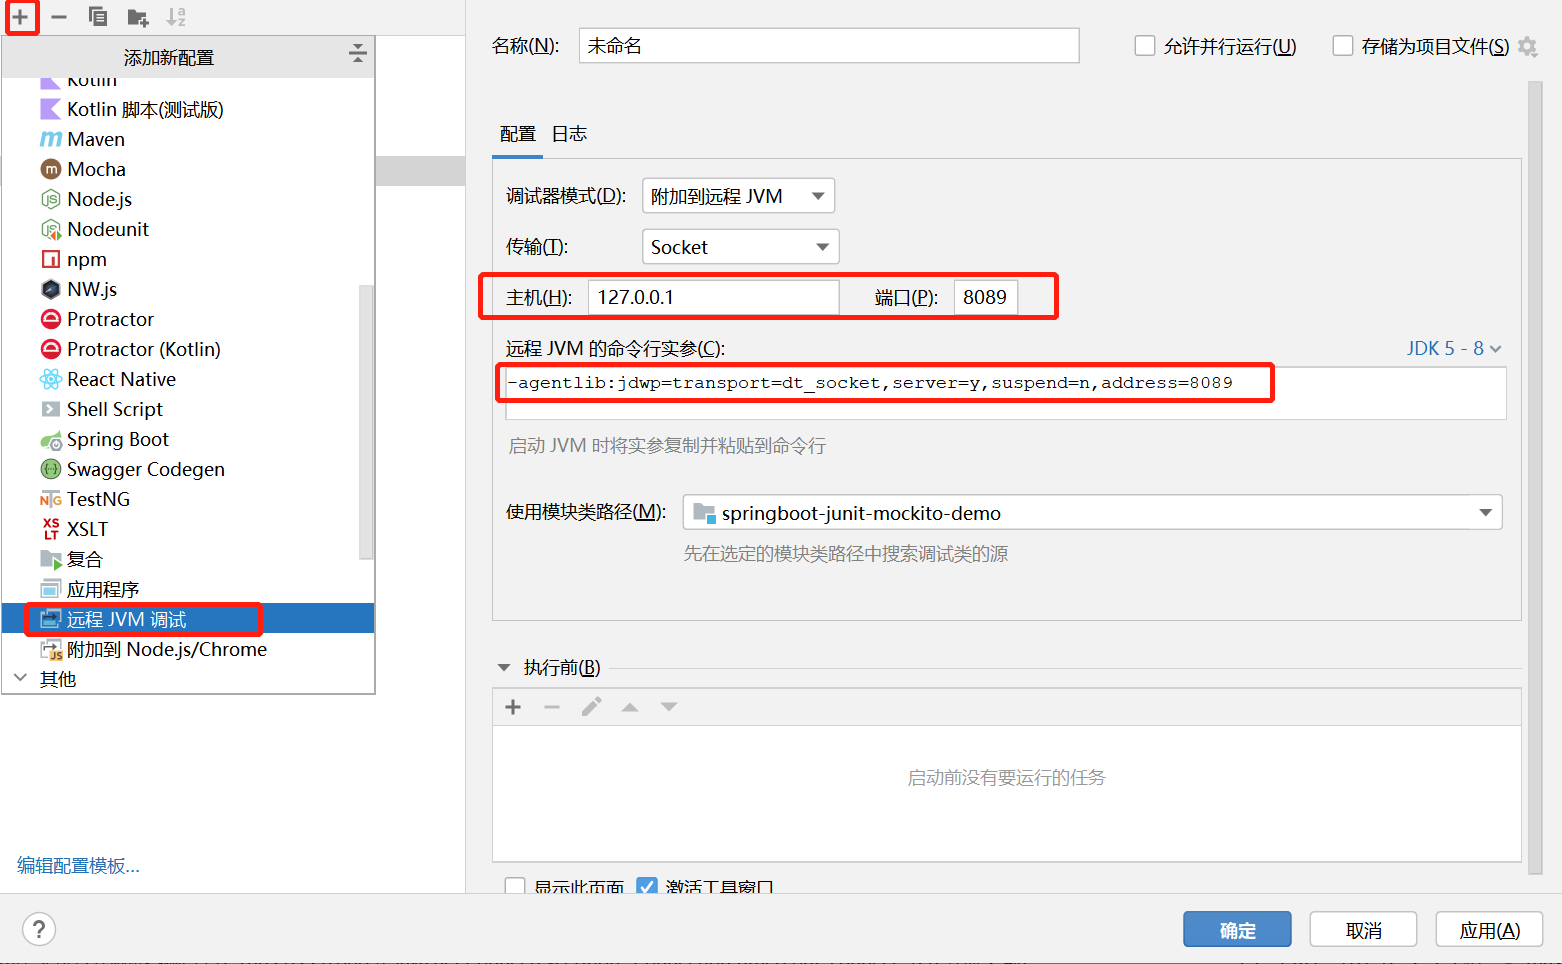 添加新配置
Kotlin
Kotlin 脚本(测试版)
Maven
Mocha
Node.js
Nodeunit
npm
NW.js
Protractor
Protractor (Kotlin)
React Native
Shell Script
Spring Boot
Swagger Codegen
TestNG
XSLT
复合
应用程序
远程 JVM 调试
附加到 Node.js/Chrome
其他
编辑配置模板...
名称(N): 未命名 允许并行运行(U) 存储为项目文件(S)
配置 日志
调试器模式(D): 附加到远程 JVM
传输(T): Socket
主机(H): 127.0.0.1 端口(P): 8089
远程 JVM 的命令行实参(C): JDK 5 - 8
-agentlib:jdwp=transport=dt_socket,server=y,suspend=n,address=8089
启动 JVM 时将实参复制并粘贴到命令行
使用模块类路径(M): springboot-junit-mockito-demo
先在选定的模块类路径中搜索调试类的源
执行前(B)
启动前没有要运行的任务
显示此页面 激活工具窗口
? 确定 取消 应用(A)